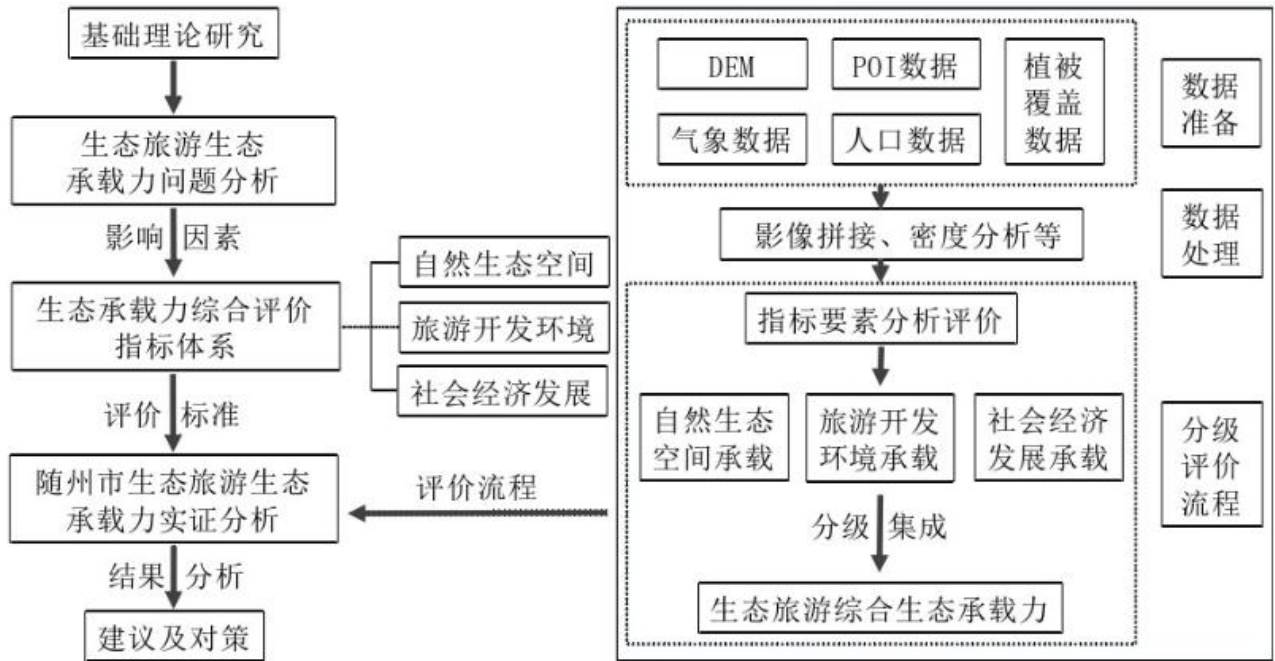 基础理论研究
生态旅游生态
承载力问题分析
影响 因素
生态承载力综合评价
指标体系
自然生态空间
旅游开发环境
社会经济发展
评价 标准
随州市生态旅游生态
承载力实证分析
评价流程
结果 分析
建议及对策
DEM
POI数据
植被
覆盖
数据
气象数据
人口数据
数据
准备
影像拼接、密度分析等
数据
处理
指标要素分析评价
自然生态
空间承载
旅游开发
环境承载
社会经济
发展承载
分级
评价
流程
分级 集成
生态旅游综合生态承载力